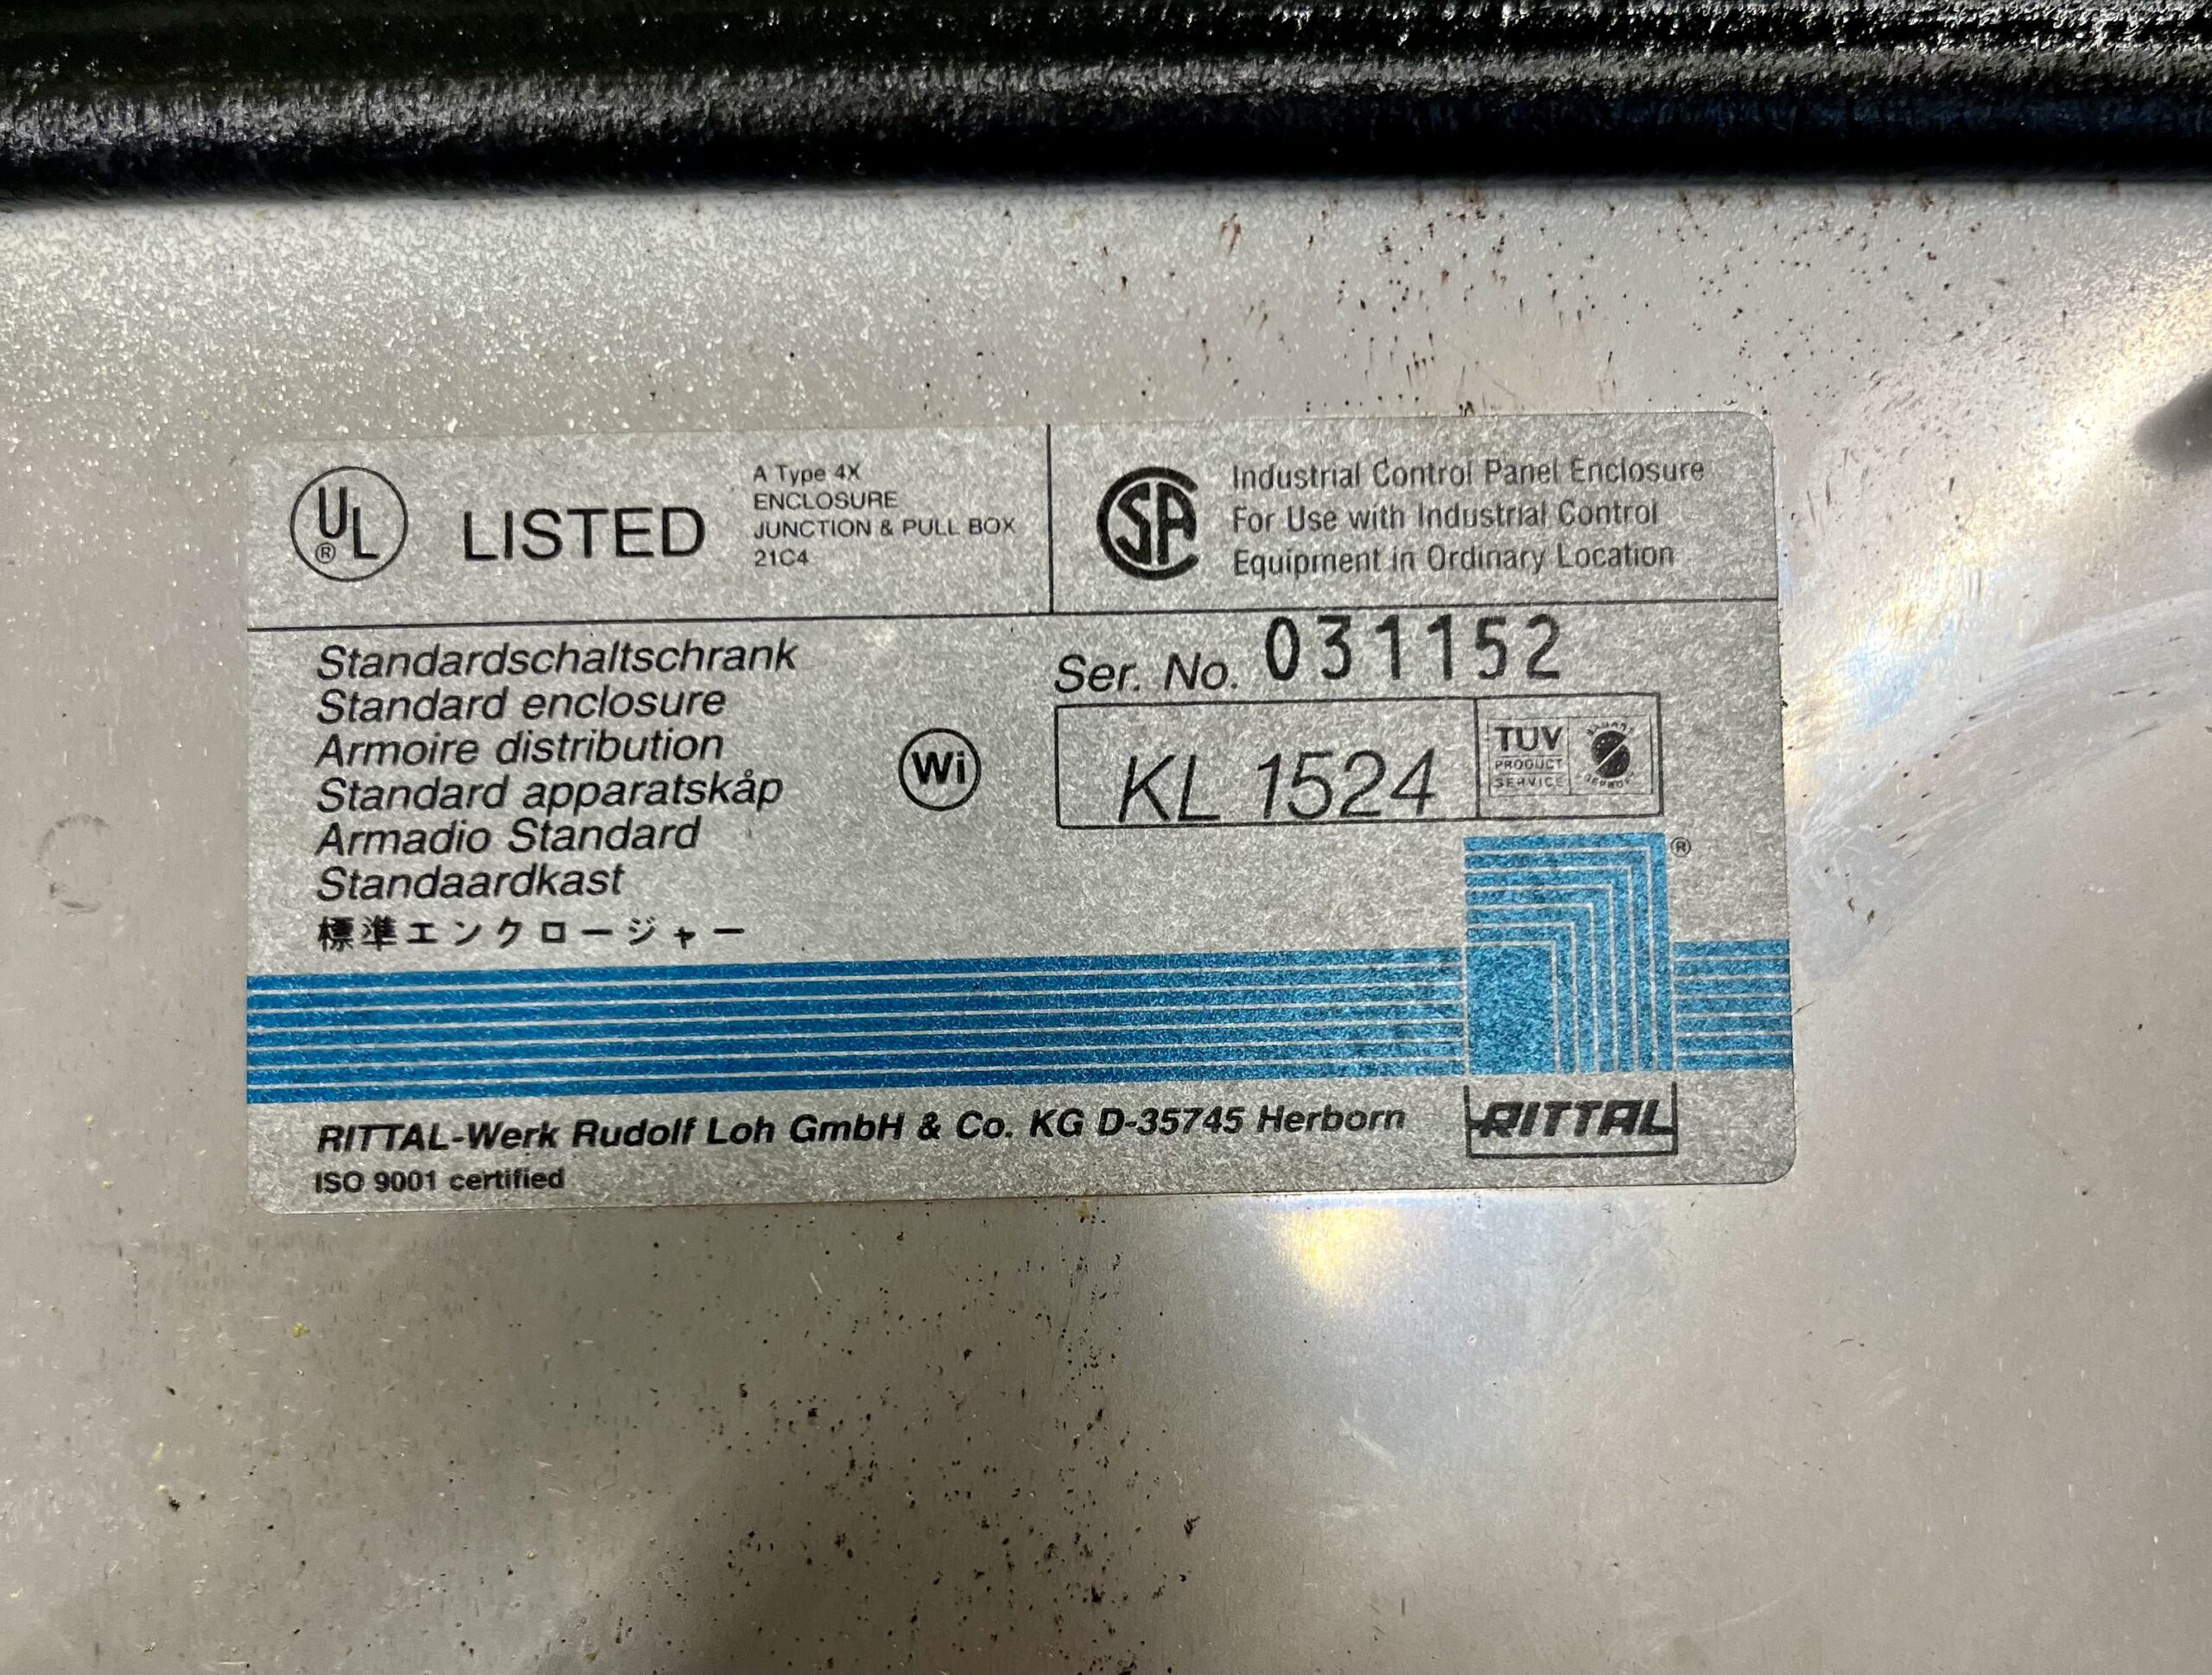 UL ® LISTED
A Type 4X
ENCLOSURE
JUNCTION & PULL BOX
21C4
SA
Industrial Control Panel Enclosure
For Use with Industrial Control
Equipment in Ordinary Location
Standardschaltschrank
Standard enclosure
Armoire distribution
Standard apparatskåp
Armadio Standard
Standaardkast
標準エンクロージャー
Wi
Ser. No. 031152
KL 1524
TÜV
PRODUCT
SERVICE
®
RITTAL-Werk Rudolf Loh GmbH & Co. KG D-35745 Herborn
ISO 9001 certified
RITTAL